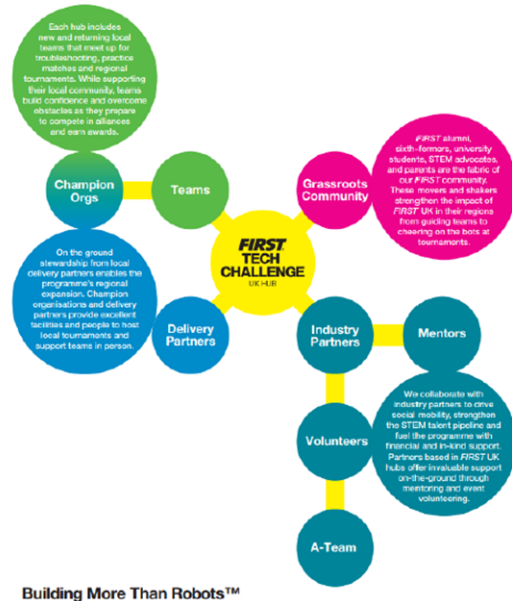 Each hub includes
new and returning local
teams that meet up for
troubleshooting, practice
matches and regional
tournaments. While supporting
their local community, teams
build confidence and overcome
obstacles as they prepare
to compete in alliances
and earn awards.
Champion
Orgs
Teams
Grassroots
Community
FIRST alumni,
sixth-formers, university
students, STEM advocates,
and parents are the fabric of
our FIRST community.
These movers and shakers
strengthen the impact of
FIRST UK in their regions
from guiding teams to
cheering on the bots at
tournaments.
FIRST
TECH
CHALLENGE
UK HUB
On the ground
stewardship from local
delivery partners enables the
programme's regional
expansion. Champion
organisations and delivery
partners provide excellent
facilities and people to host
local tournaments and
support teams in person.
Delivery
Partners
Industry
Partners
Mentors
We collaborate with
industry partners to drive
social mobility, strengthen
the STEM talent pipeline and
fuel the programme with
financial and in-kind support.
Partners based in FIRST UK
hubs offer invaluable support
on-the-ground through
mentoring and event
volunteering.
Volunteers
A-Team
Building More Than Robots™